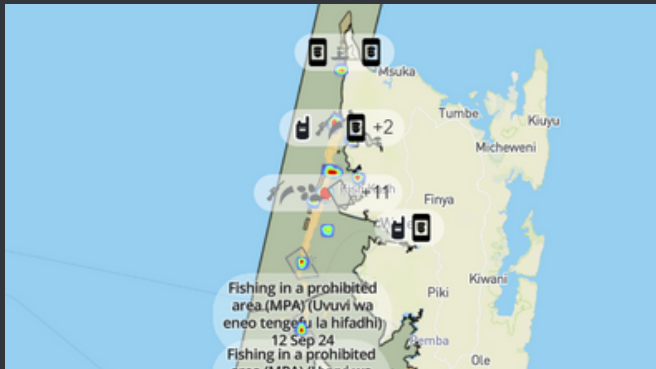 Msuka
+2
Tumbe
Kiuyu
Micheweni
+11
Finya
Kiwani
Fishing in a prohibited
area (MPA) (Uvuvi wa
eneo tengefu la hifadhi)
12 Sep 24
Piki
Pemba
Fishing in a prohibited
Ole